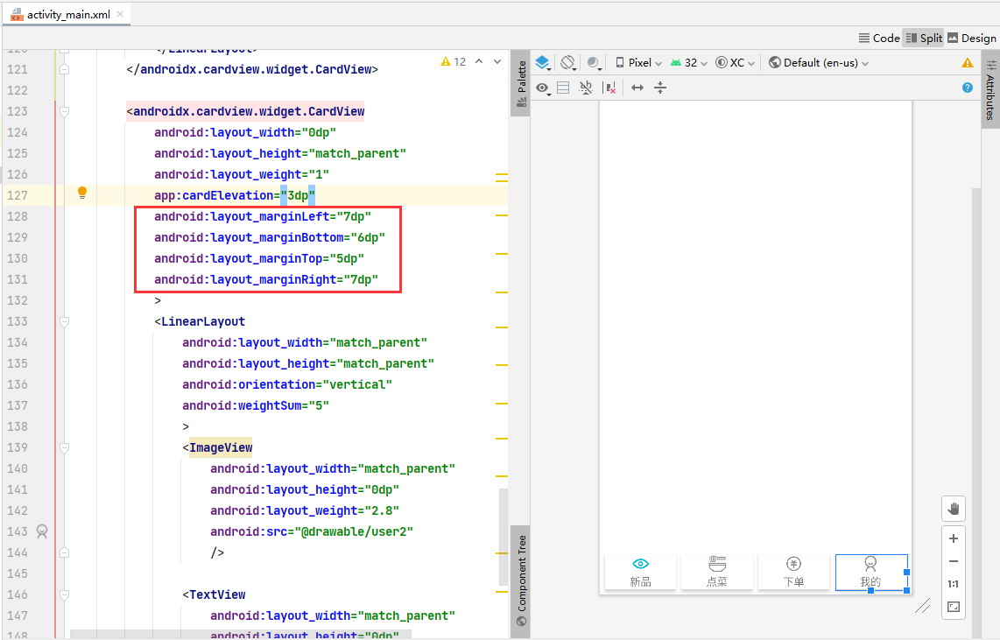 activity_main.xml
Code Split Design
121 </androidx.cardview.widget.CardView>
122
123 <androidx.cardview.widget.CardView
124 android:layout_width="0dp"
125 android:layout_height="match_parent"
126 android:layout_weight="1"
127 app:cardElevation="3dp"
128 android:layout_marginLeft="7dp"
129 android:layout_marginBottom="6dp"
130 android:layout_marginTop="5dp"
131 android:layout_marginRight="7dp"
132 >
133 <LinearLayout
134 android:layout_width="match_parent"
135 android:layout_height="match_parent"
136 android:orientation="vertical"
137 android:weightSum="5"
138 >
139 <ImageView
140 android:layout_width="match_parent"
141 android:layout_height="0dp"
142 android:layout_weight="2.8"
143 android:src="@drawable/user2"
144 />
145
146 <TextView
147 android:layout_width="match_parent"
148 android:layout_height="0dp"
12
Palette
Component Tree
Pixel 32 XC Default (en-us)
Attributes
新品 点菜 下单 我的
1:1